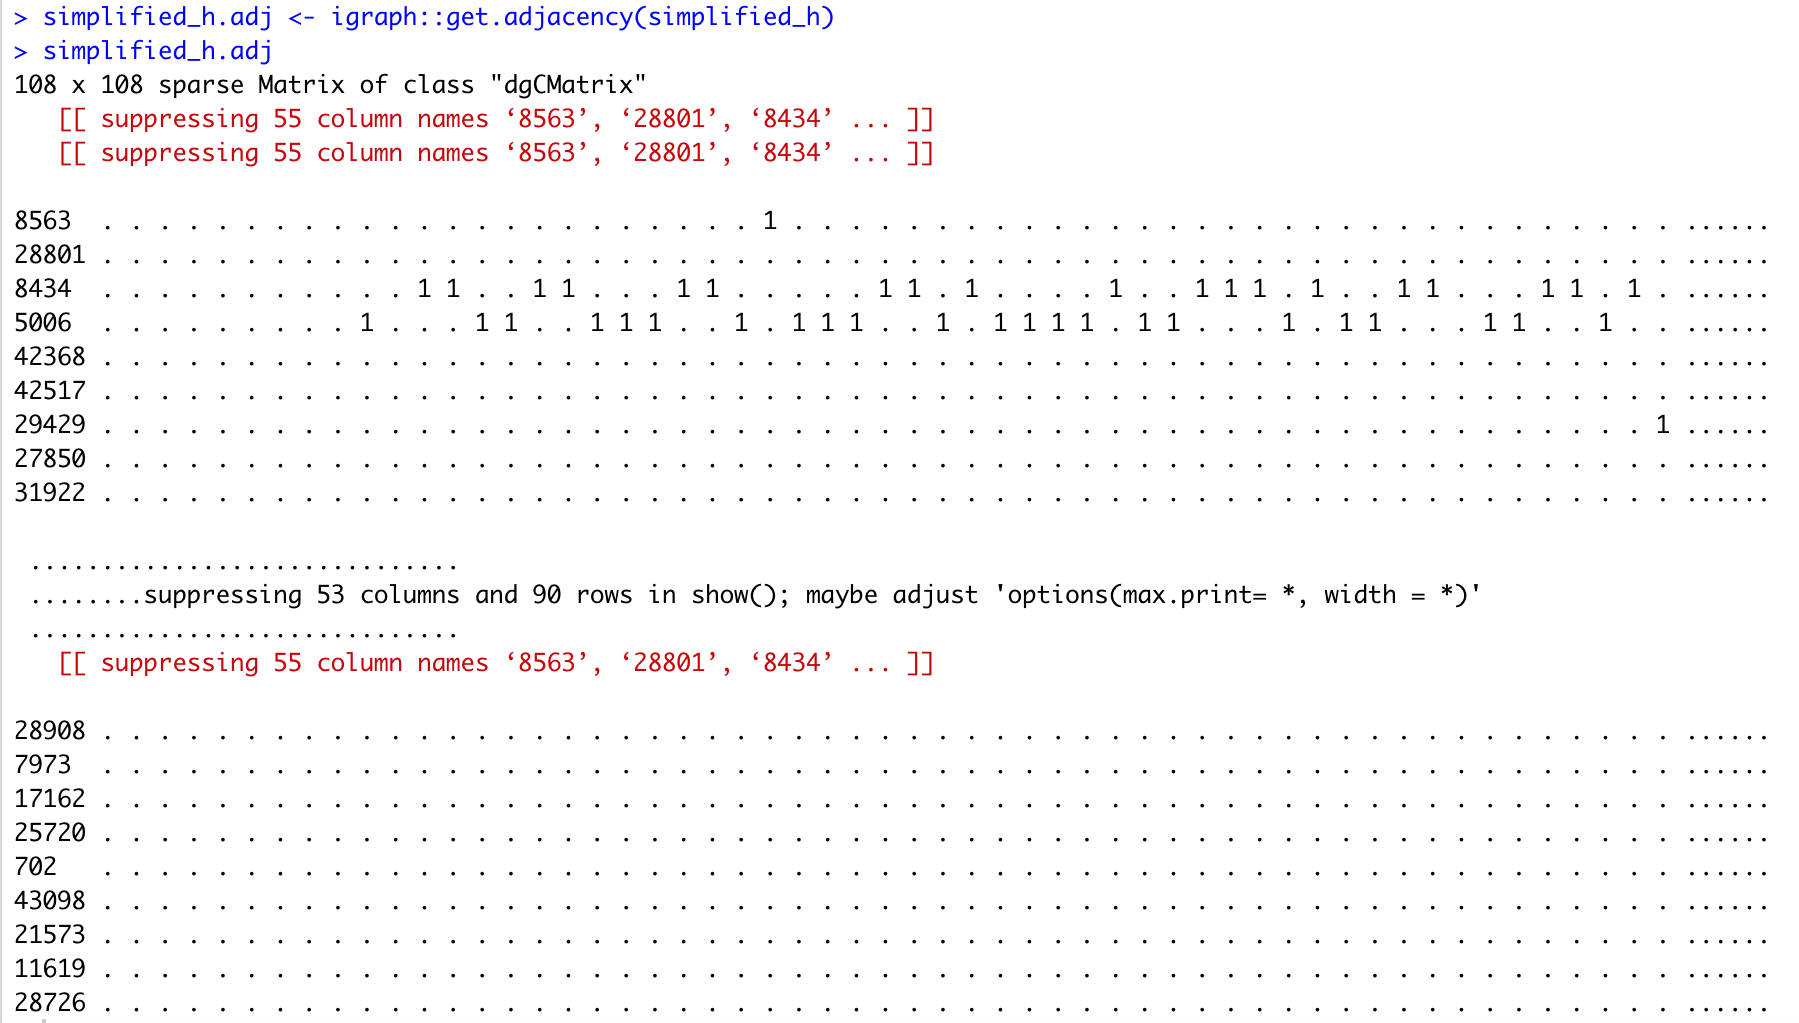 > simplified_h.adj <- igraph::get.adjacency(simplified_h)
> simplified_h.adj
108 x 108 sparse Matrix of class "dgCMatrix"
   [[ suppressing 55 column names ‘8563’, ‘28801’, ‘8434’ ... ]]
   [[ suppressing 55 column names ‘8563’, ‘28801’, ‘8434’ ... ]]
8563  . . . . . . . . . . . . . . . . . . . . . . . 1 . . . . . . . . . . . . . . . . . . . . . . . . . . . . . . . ......
28801 . . . . . . . . . . . . . . . . . . . . . . . . . . . . . . . . . . . . . . . . . . . . . . . . . . . . . . . ......
8434  . . . . . . . . . . . 1 1 . . 1 1 . . . 1 1 . . . . . 1 1 . 1 . . . . 1 . . 1 1 1 . 1 . . 1 1 . . . 1 1 . 1 . ......
5006  . . . . . . . . . 1 . . . 1 1 . . 1 1 1 . . 1 . 1 1 1 . . 1 . 1 1 1 1 . 1 1 . . . 1 . 1 1 . . . 1 1 . . 1 . . ......
42368 . . . . . . . . . . . . . . . . . . . . . . . . . . . . . . . . . . . . . . . . . . . . . . . . . . . . . . . ......
42517 . . . . . . . . . . . . . . . . . . . . . . . . . . . . . . . . . . . . . . . . . . . . . . . . . . . . . . . ......
29429 . . . . . . . . . . . . . . . . . . . . . . . . . . . . . . . . . . . . . . . . . . . . . . . . . . . . . . 1 ......
27850 . . . . . . . . . . . . . . . . . . . . . . . . . . . . . . . . . . . . . . . . . . . . . . . . . . . . . . . ......
31922 . . . . . . . . . . . . . . . . . . . . . . . . . . . . . . . . . . . . . . . . . . . . . . . . . . . . . . . ......
 ..............................
 ........suppressing 53 columns and 90 rows in show(); maybe adjust 'options(max.print= *, width = *)'
 ..............................
   [[ suppressing 55 column names ‘8563’, ‘28801’, ‘8434’ ... ]]
28908 . . . . . . . . . . . . . . . . . . . . . . . . . . . . . . . . . . . . . . . . . . . . . . . . . . . . . . . ......
7973  . . . . . . . . . . . . . . . . . . . . . . . . . . . . . . . . . . . . . . . . . . . . . . . . . . . . . . . ......
17162 . . . . . . . . . . . . . . . . . . . . . . . . . . . . . . . . . . . . . . . . . . . . . . . . . . . . . . . ......
25720 . . . . . . . . . . . . . . . . . . . . . . . . . . . . . . . . . . . . . . . . . . . . . . . . . . . . . . . ......
702   . . . . . . . . . . . . . . . . . . . . . . . . . . . . . . . . . . . . . . . . . . . . . . . . . . . . . . . ......
43098 . . . . . . . . . . . . . . . . . . . . . . . . . . . . . . . . . . . . . . . . . . . . . . . . . . . . . . . ......
21573 . . . . . . . . . . . . . . . . . . . . . . . . . . . . . . . . . . . . . . . . . . . . . . . . . . . . . . . ......
11619 . . . . . . . . . . . . . . . . . . . . . . . . . . . . . . . . . . . . . . . . . . . . . . . . . . . . . . . ......
28726 . . . . . . . . . . . . . . . . . . . . . . . . . . . . . . . . . . . . . . . . . . . . . . . . . . . . . . . ......